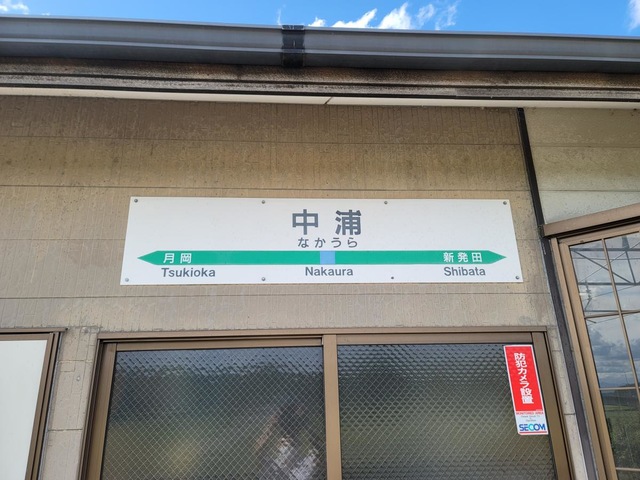 中浦
なかうら
月岡 新発田
Tsukioka Nakaura Shibata
防犯カメラ設置
SECOM